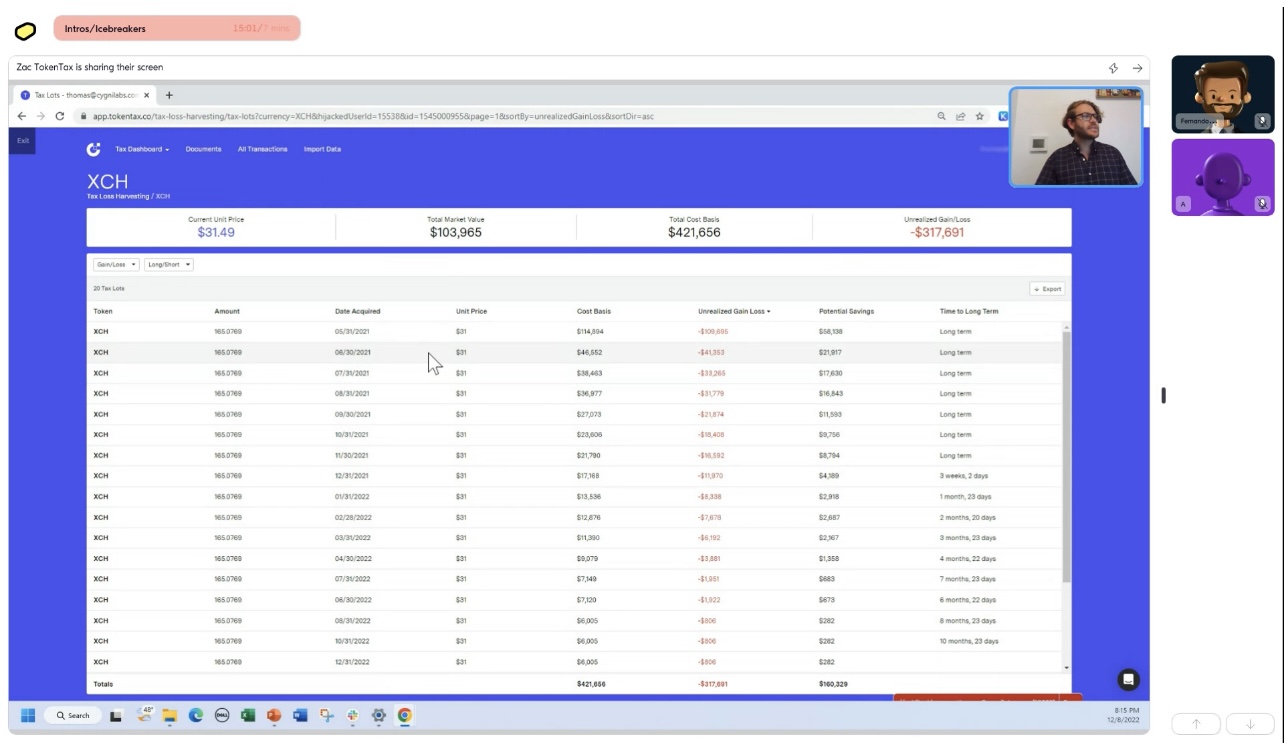 Intros/Icebreakers 15:01/7 mins
Zac TokenTax is sharing their screen
Tax Lots - thomas@cygnilabs.co
app.tokentax.co/tax-loss-harvesting/tax-lots?currency=XCH&hijackedUserId=15538&id=1545000955&page=1&sortBy=unrealizedGainLoss&sortDir=asc
Exit
Tax Dashboard Documents All Transactions Import Data
XCH
Tax Loss Harvesting / XCH
Current Unit Price Total Market Value Total Cost Basis Unrealized Gain/Loss
$31.49 $103,965 $421,656 -$317,691
Gain/Loss Long/Short
20 Tax Lots Export
Token Amount Date Acquired Unit Price Cost Basis Unrealized Gain Loss Potential Savings Time to Long Term
XCH 165.0769 05/31/2021 $31 $114,894 -$109,695 $58,138 Long term
XCH 165.0769 06/30/2021 $31 $46,552 -$41,353 $21,917 Long term
XCH 165.0769 07/31/2021 $31 $38,463 -$33,265 $17,630 Long term
XCH 165.0769 08/31/2021 $31 $36,977 -$31,779 $16,843 Long term
XCH 165.0769 09/30/2021 $31 $27,073 -$21,874 $11,593 Long term
XCH 165.0769 10/31/2021 $31 $23,606 -$18,408 $9,756 Long term
XCH 165.0769 11/30/2021 $31 $21,790 -$16,592 $8,794 Long term
XCH 165.0769 12/31/2021 $31 $17,168 -$11,970 $4,189 3 weeks, 2 days
XCH 165.0769 01/31/2022 $31 $13,536 -$8,338 $2,918 1 month, 23 days
XCH 165.0769 02/28/2022 $31 $12,876 -$7,678 $2,687 2 months, 20 days
XCH 165.0769 03/31/2022 $31 $11,390 -$6,192 $2,167 3 months, 23 days
XCH 165.0769 04/30/2022 $31 $9,079 -$3,881 $1,358 4 months, 22 days
XCH 165.0769 07/31/2022 $31 $7,149 -$1,951 $683 7 months, 23 days
XCH 165.0769 06/30/2022 $31 $7,120 -$1,922 $673 6 months, 22 days
XCH 165.0769 08/31/2022 $31 $6,005 -$806 $282 8 months, 23 days
XCH 165.0769 10/31/2022 $31 $6,005 -$806 $282 10 months, 23 days
XCH 165.0769 12/31/2022 $31 $6,005 -$806 $282
Totals $421,656 -$317,691 $160,329
Fernando...
A
Search
48°
DELL
8:15 PM
12/8/2022